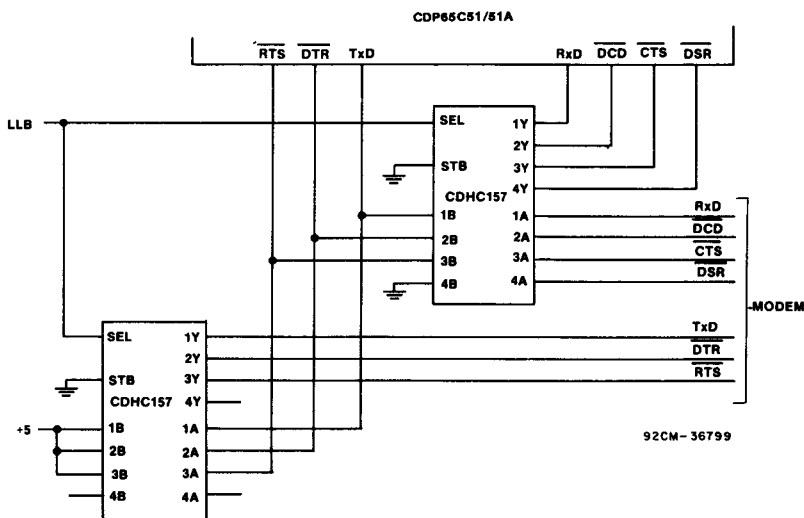 CDP65C51/51A
RTS DTR TxD RxD DCD CTS DSR
LLB
SEL 1Y
2Y
STB 3Y
4Y
CDHC157
1B 1A RxD
2B 2A DCD
3B 3A CTS
4B 4A DSR
MODEM
SEL 1Y TxD
2Y DTR
STB 3Y RTS
CDHC157 4Y
+5 1B 1A
2B 2A
3B 3A
4B 4A
92CM-36799